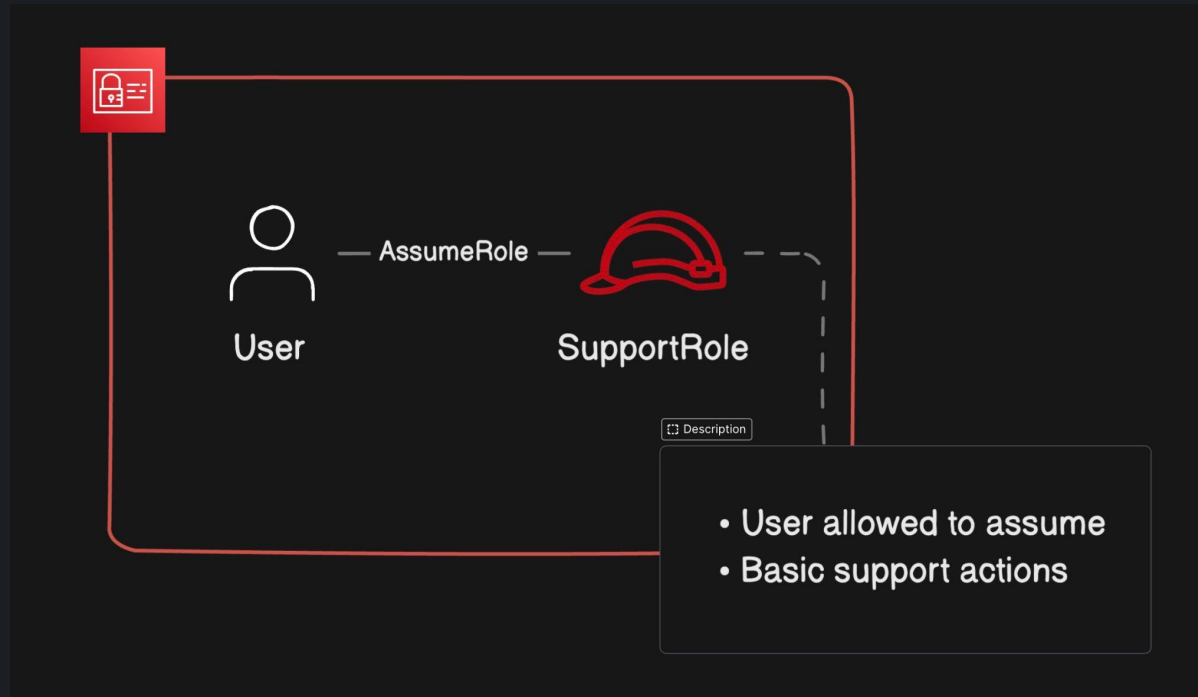 AssumeRole
User
SupportRole
Description
• User allowed to assume
• Basic support actions